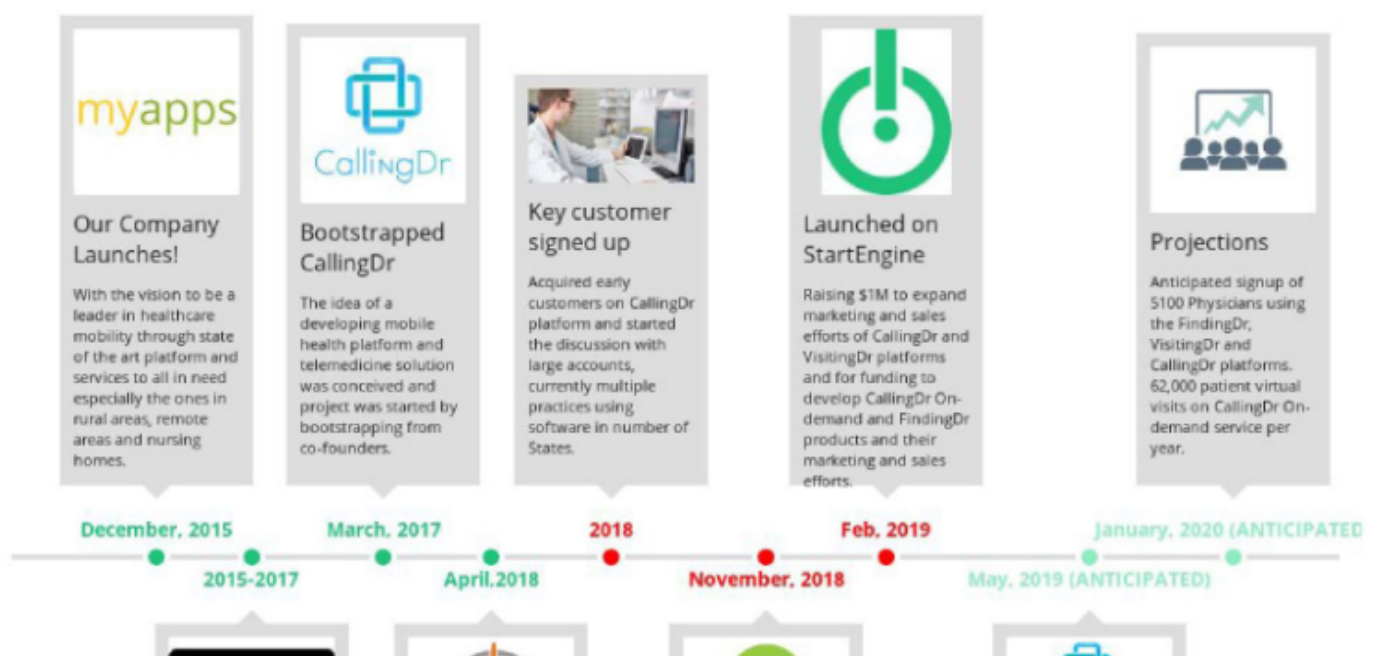 myapps
Our Company
Launches!
With the vision to be a
leader in healthcare
mobility through state
of the art platform and
services to all in need
especially the ones in
rural areas, remote
areas and nursing
homes.
December, 2015
2015-2017
CallingDr
Bootstrapped
CallingDr
The idea of a
developing mobile
health platform and
telemedicine solution
was conceived and
project was started by
bootstrapping from
co-founders.
March, 2017
April,2018
Key customer
signed up
Acquired early
customers on CallingDr
platform and started
the discussion with
large accounts,
currently multiple
practices using
software in number of
States.
2018
November, 2018
Launched on
StartEngine
Raising $1M to expand
marketing and sales
efforts of CallingDr and
VisitingDr platforms
and for funding to
develop CallingDr On-
demand and FindingDr
products and their
marketing and sales
efforts.
Feb, 2019
May, 2019 (ANTICIPATED)
Projections
Anticipated signup of
5100 Physicians using
the FindingDr,
VisitingDr and
CallingDr platforms.
62,000 patient virtual
visits on CallingDr On-
demand service per
year.
January, 2020 (ANTICIPATED